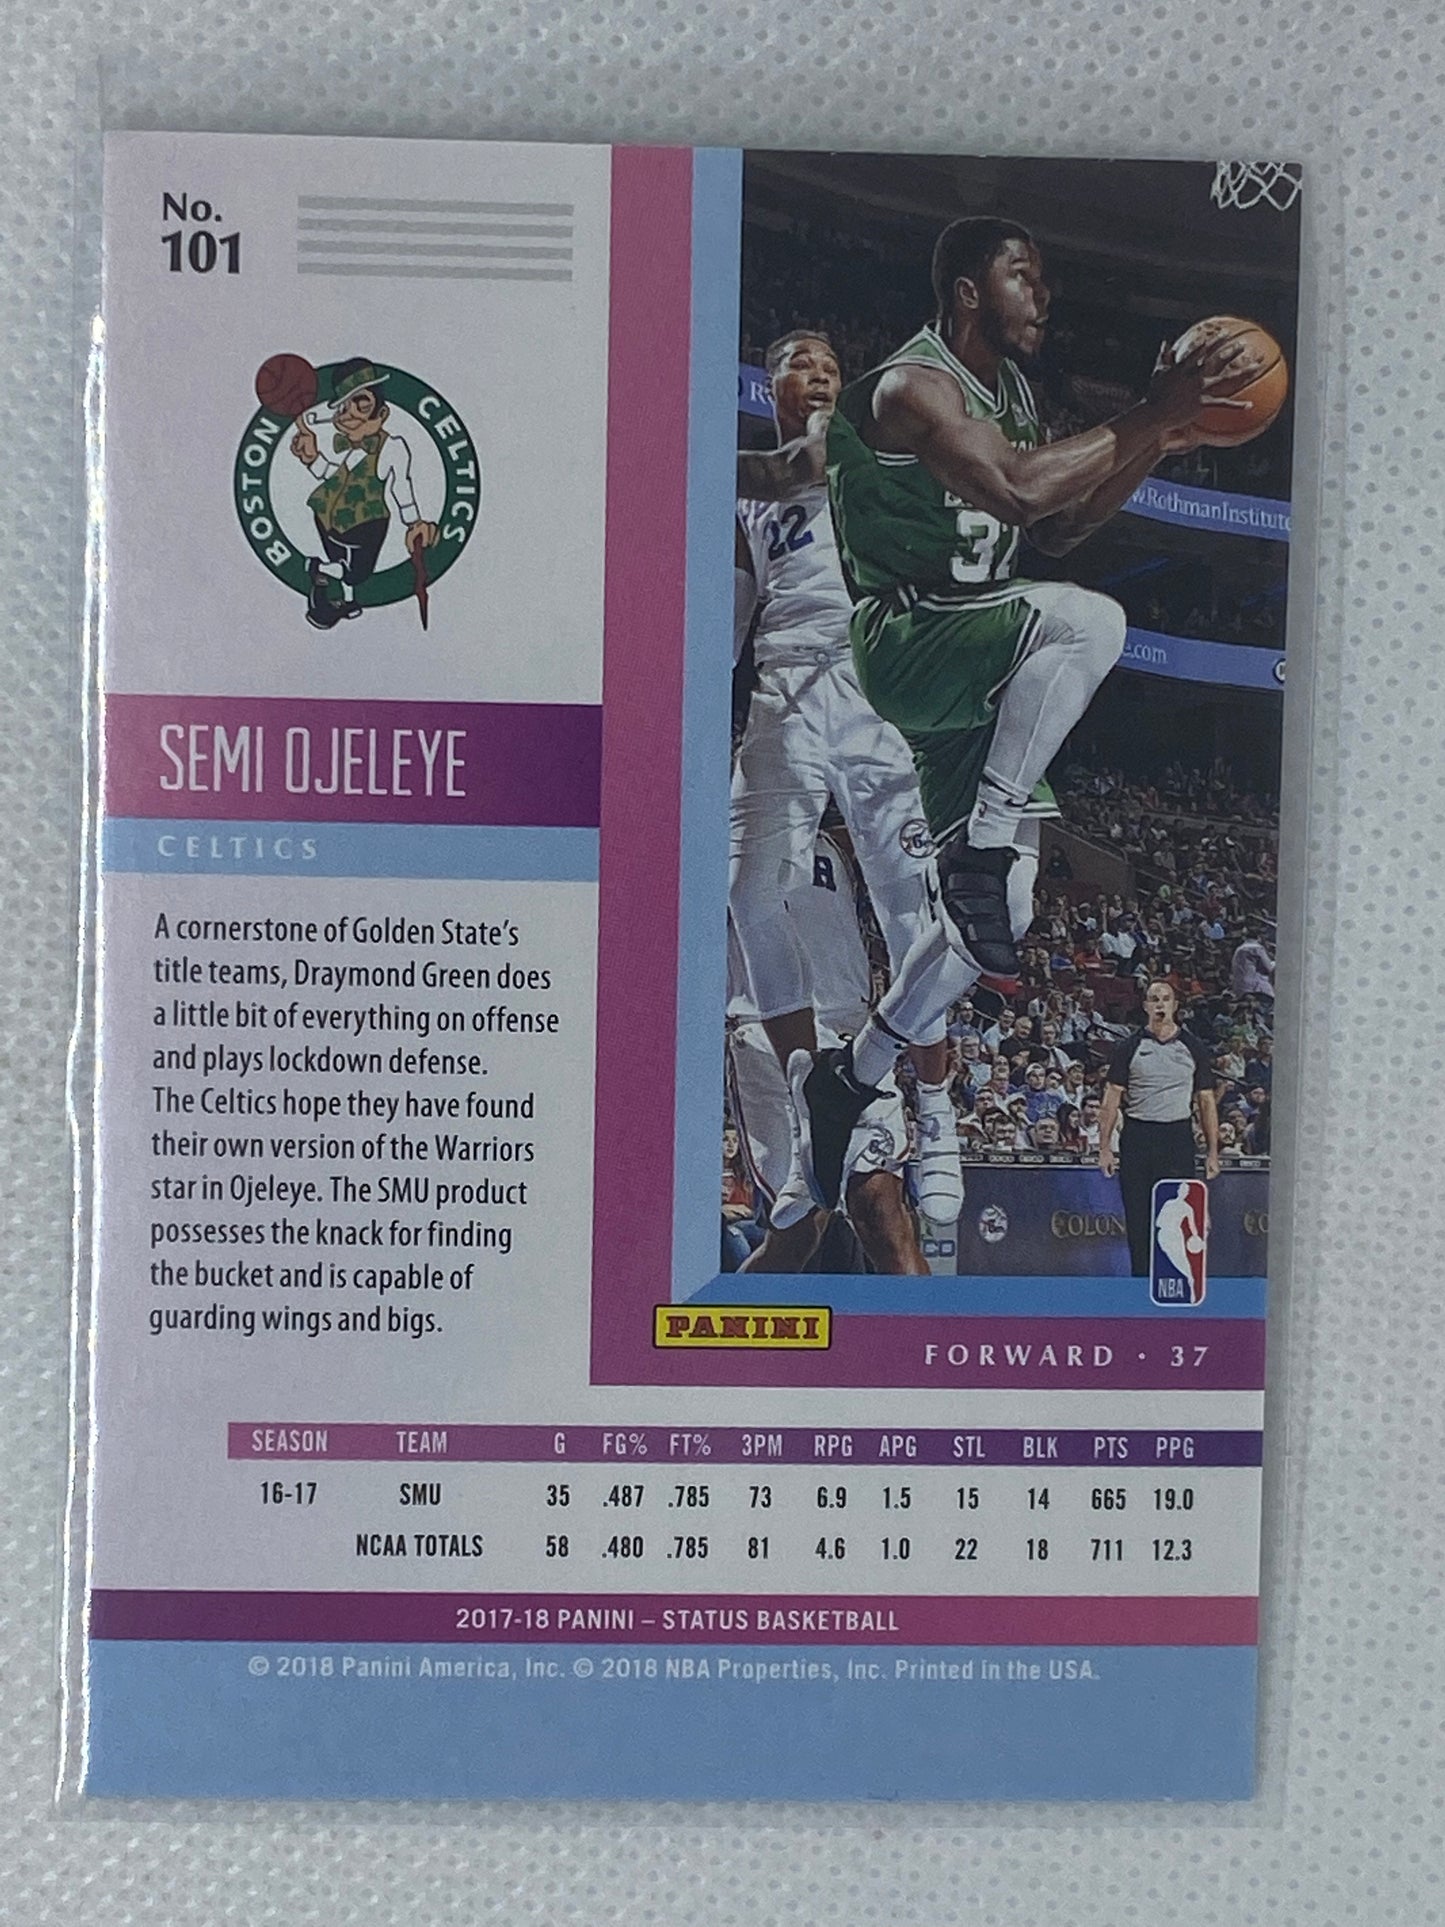 No.
101
BOSTON CELTICS
SEMI OJELEYE
CELTICS
A cornerstone of Golden State's
title teams, Draymond Green does
a little bit of everything on offense
and plays lockdown defense.
The Celtics hope they have found
their own version of the Warriors
star in Ojeleye. The SMU product
possesses the knack for finding
the bucket and is capable of
guarding wings and bigs.
22
37
w.RothmanInstitute
e.com
COLON
NBA
PANINI
FORWARD • 37
SEASON TEAM G FG% FT% 3PM RPG APG STL BLK PTS PPG
16-17 SMU 35 .487 .785 73 6.9 1.5 15 14 665 19.0
NCAA TOTALS 58 .480 .785 81 4.6 1.0 22 18 711 12.3
2017-18 PANINI – STATUS BASKETBALL
© 2018 Panini America, Inc. © 2018 NBA Properties, Inc. Printed in the USA.